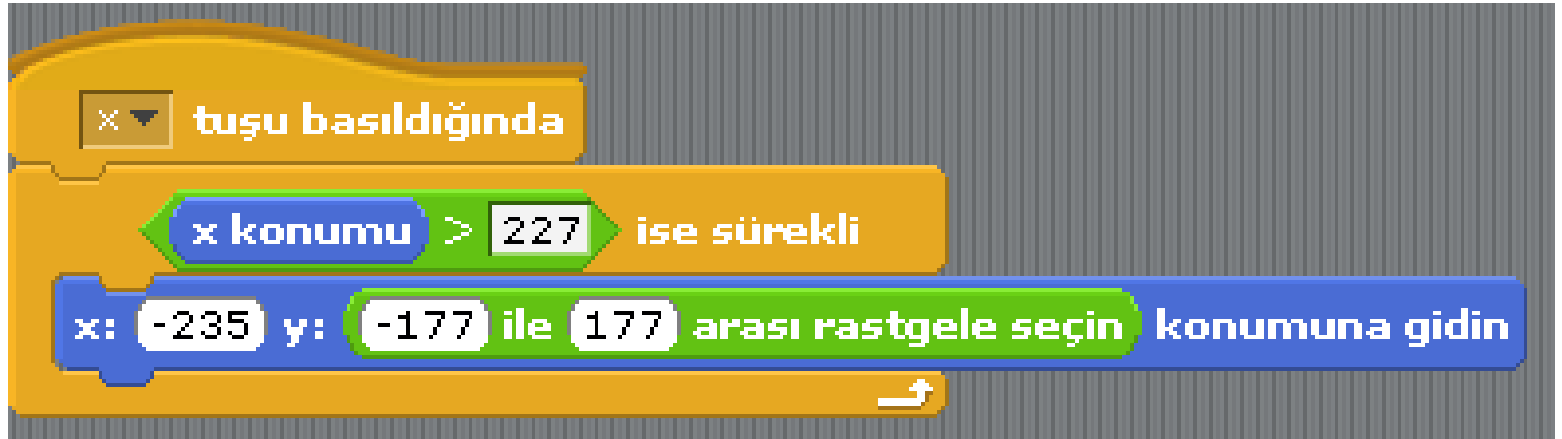 x tuşu basıldığında
x konumu > 227 ise sürekli
x: -235 y: -177 ile 177 arası rastgele seçin konumuna gidin